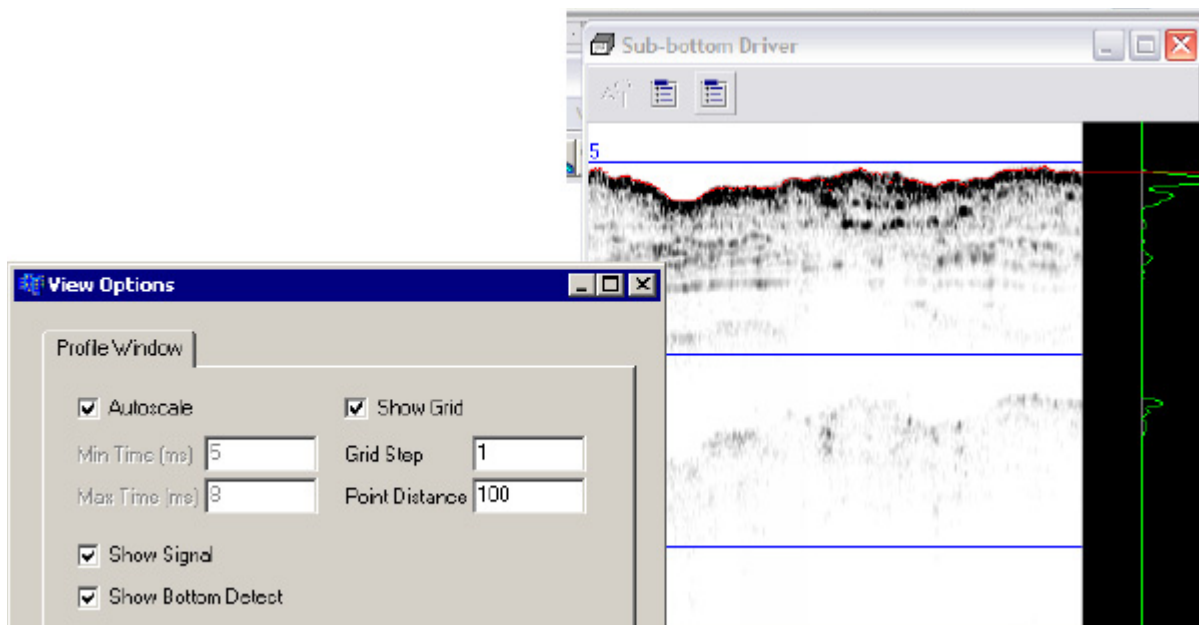 Sub-bottom Driver
5
View Options
Profile Window
Autoscale
Show Grid
Min Time (ms) 5
Grid Step 1
Max Time (ms) 8
Point Distance 100
Show Signal
Show Bottom Detect